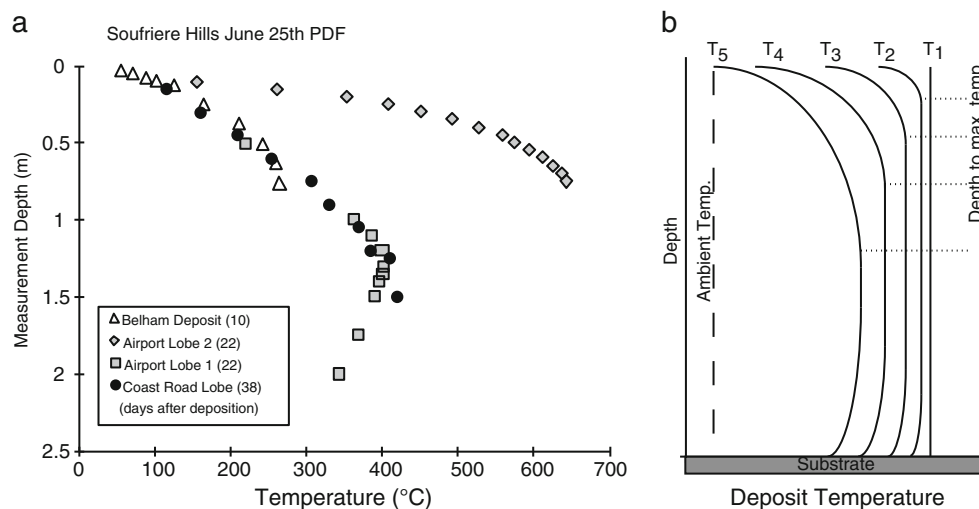 a
Soufriere Hills June 25th PDF
0
0.5
1
1.5
2
2.5
Measurement Depth (m)
Belham Deposit (10)
Airport Lobe 2 (22)
Airport Lobe 1 (22)
Coast Road Lobe (38)
(days after deposition)
0 100 200 300 400 500 600 700
Temperature (°C)
b
T5 T4 T3 T2 T1
Depth
Ambient Temp.
Depth to max. temp.
Substrate
Deposit Temperature